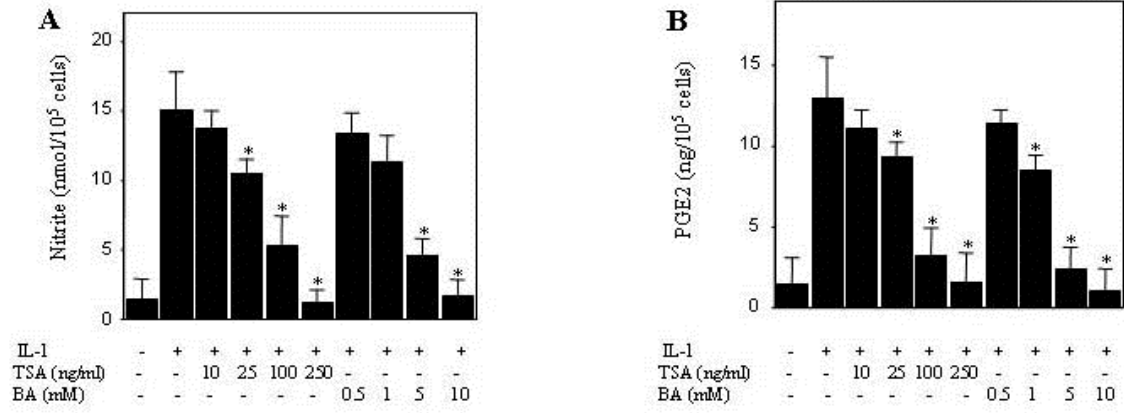 A
20
15
10
5
0
Nitrite (nmol/10⁵ cells)
* * * * *
IL-1 - + + + + + + + + +
TSA (ng/ml) - - 10 25 100 250 - - - -
BA (mM) - - - - - - 0.5 1 5 10
B
15
10
5
0
PGE2 (ng/10⁵ cells)
* * * * * *
IL-1 - + + + + + + + + +
TSA (ng/ml) - - 10 25 100 250 - - - -
BA (mM) - - - - - - 0.5 1 5 10